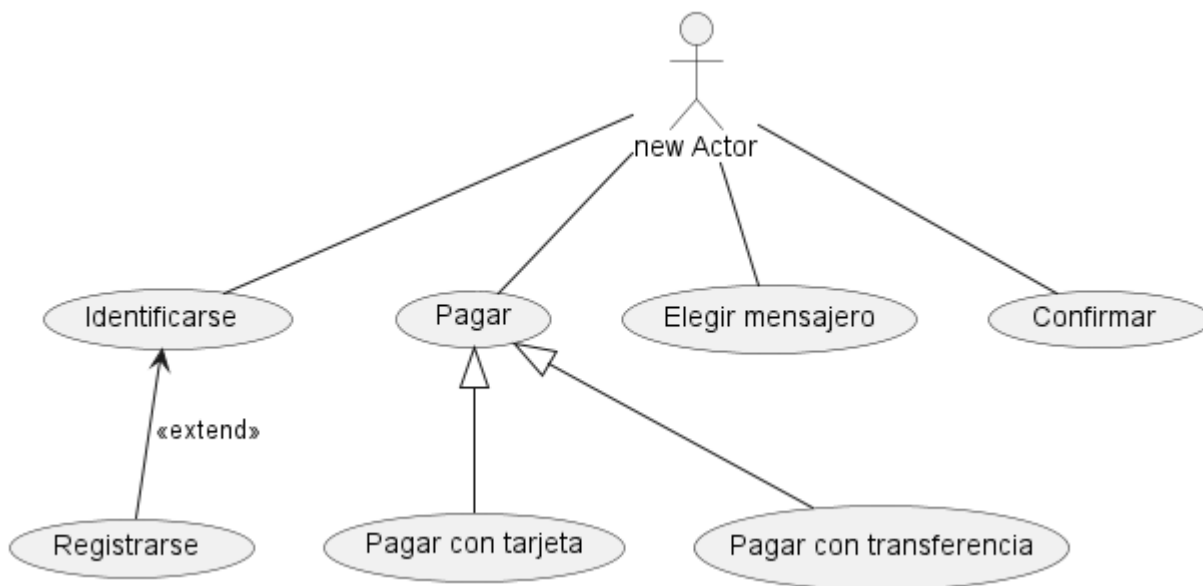 new Actor
Identificarse
Pagar
Elegir mensajero
Confirmar
«extend»
Registrarse
Pagar con tarjeta
Pagar con transferencia